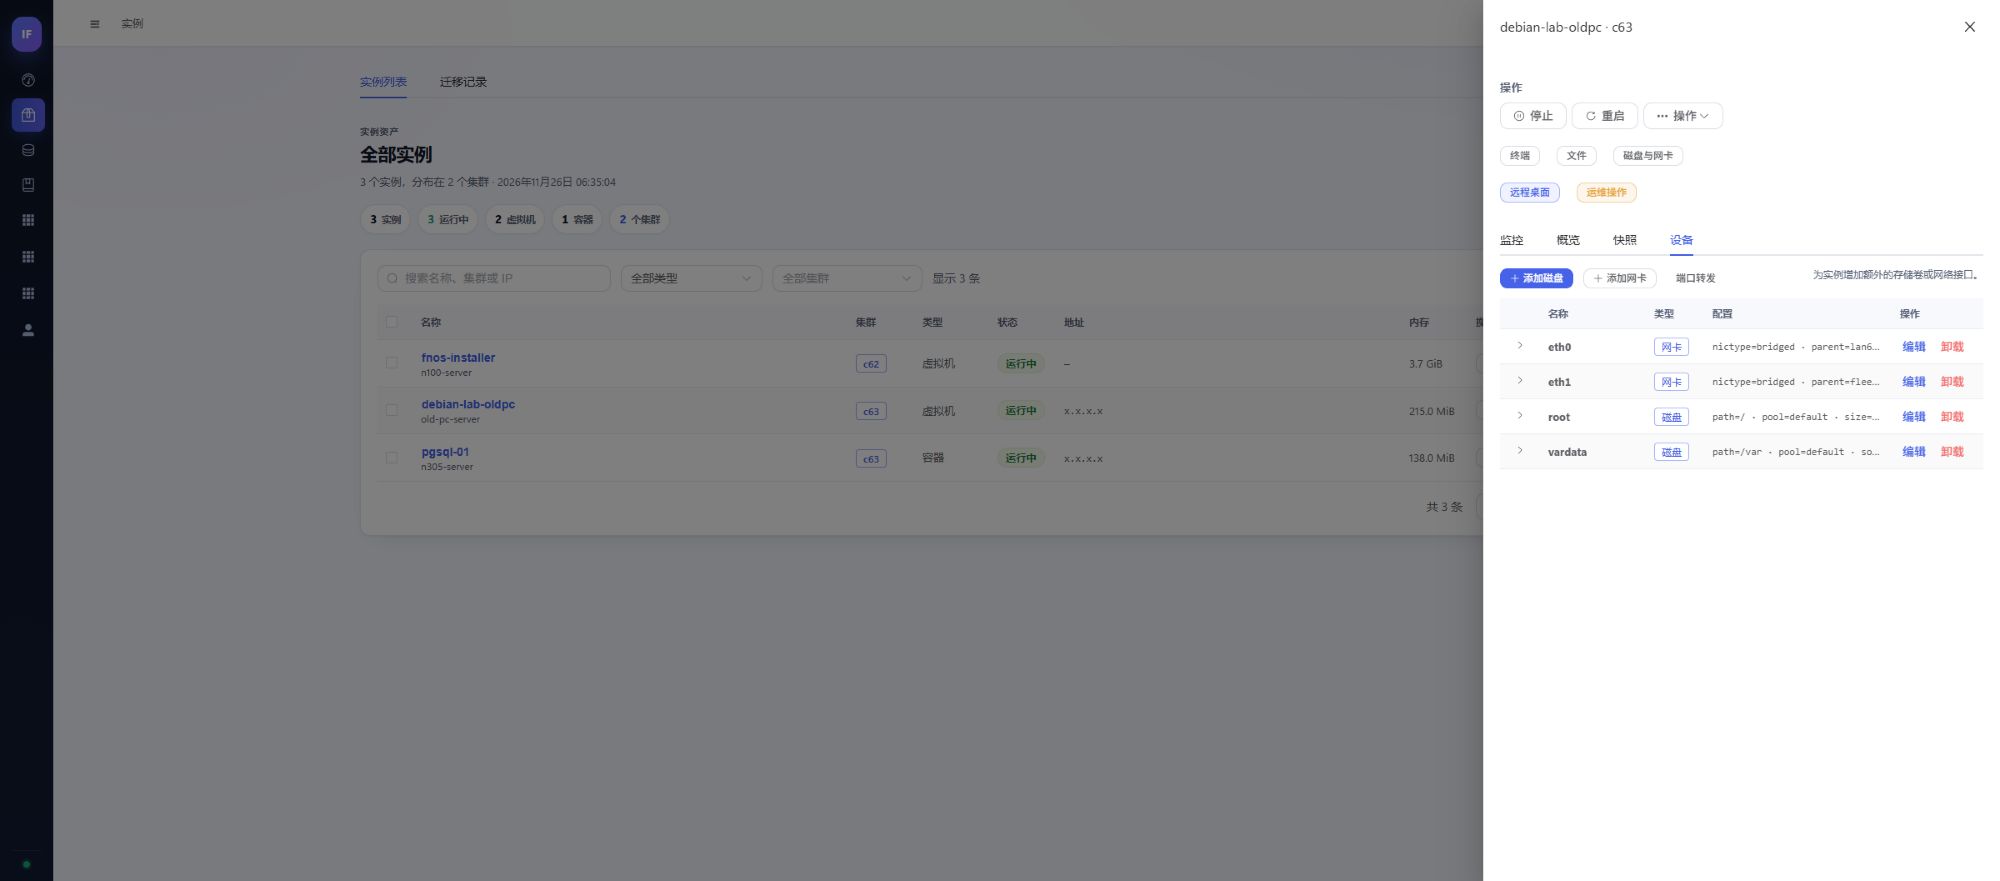 IF
实例
实例列表
迁移记录
实例资产
全部实例
3 个实例，分布在 2 个集群 · 2026年11月26日 06:35:04
3 实例
3 运行中
2 虚拟机
1 容器
2 个集群
搜索名称、集群或 IP
全部类型
全部集群
显示 3 条
名称 集群 类型 状态 地址 内存
fnos-installer c62 虚拟机 运行中 – 3.7 GiB
n100-server
debian-lab-oldpc c63 虚拟机 运行中 x.x.x.x 215.0 MiB
old-pc-server
pgsql-01 c63 容器 运行中 x.x.x.x 138.0 MiB
n305-server
共 3 条
debian-lab-oldpc · c63
操作
停止
重启
··· 操作
终端
文件
磁盘与网卡
远程桌面
运维操作
监控
概览
快照
设备
+ 添加磁盘
+ 添加网卡
端口转发
为实例增加额外的存储卷或网络接口。
名称 类型 配置 操作
eth0 网卡 nictype=bridged · parent=lan6... 编辑 卸载
eth1 网卡 nictype=bridged · parent=flee... 编辑 卸载
root 磁盘 path=/ · pool=default · size=... 编辑 卸载
vardata 磁盘 path=/var · pool=default · so... 编辑 卸载